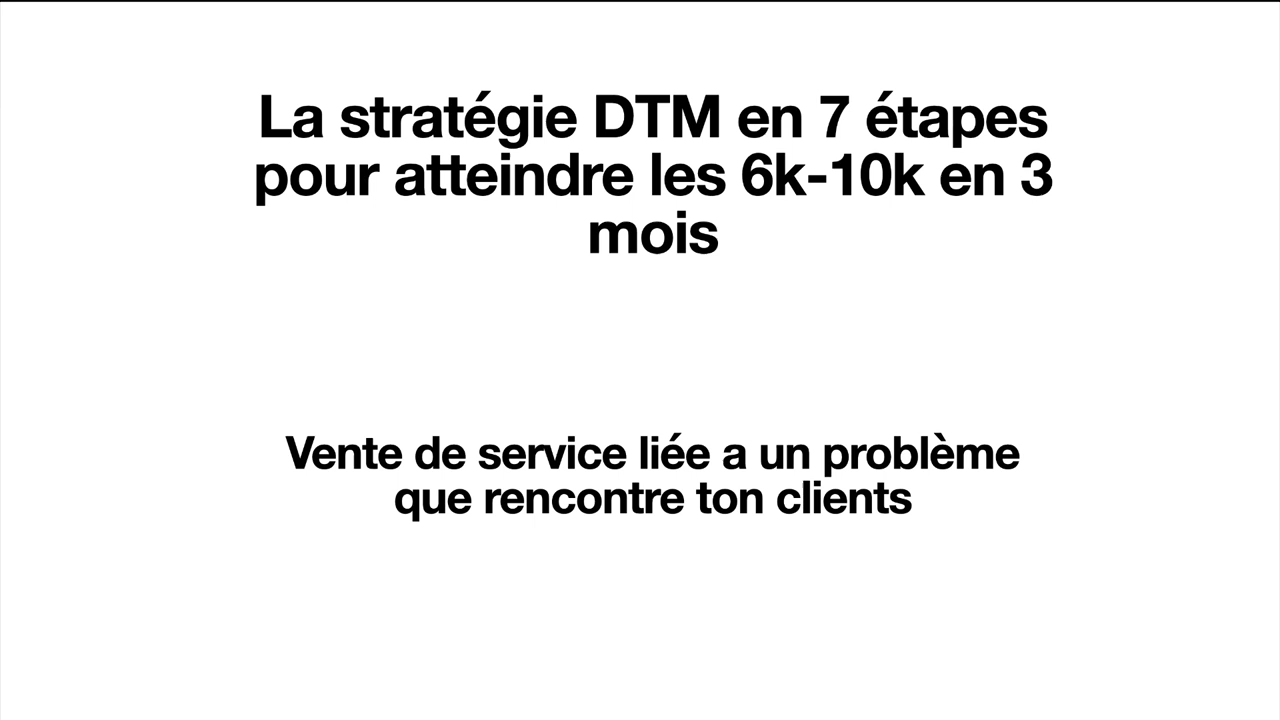 La stratégie DTM en 7 étapes
pour atteindre les 6k-10k en 3
mois
Vente de service liée a un problème
que rencontre ton clients